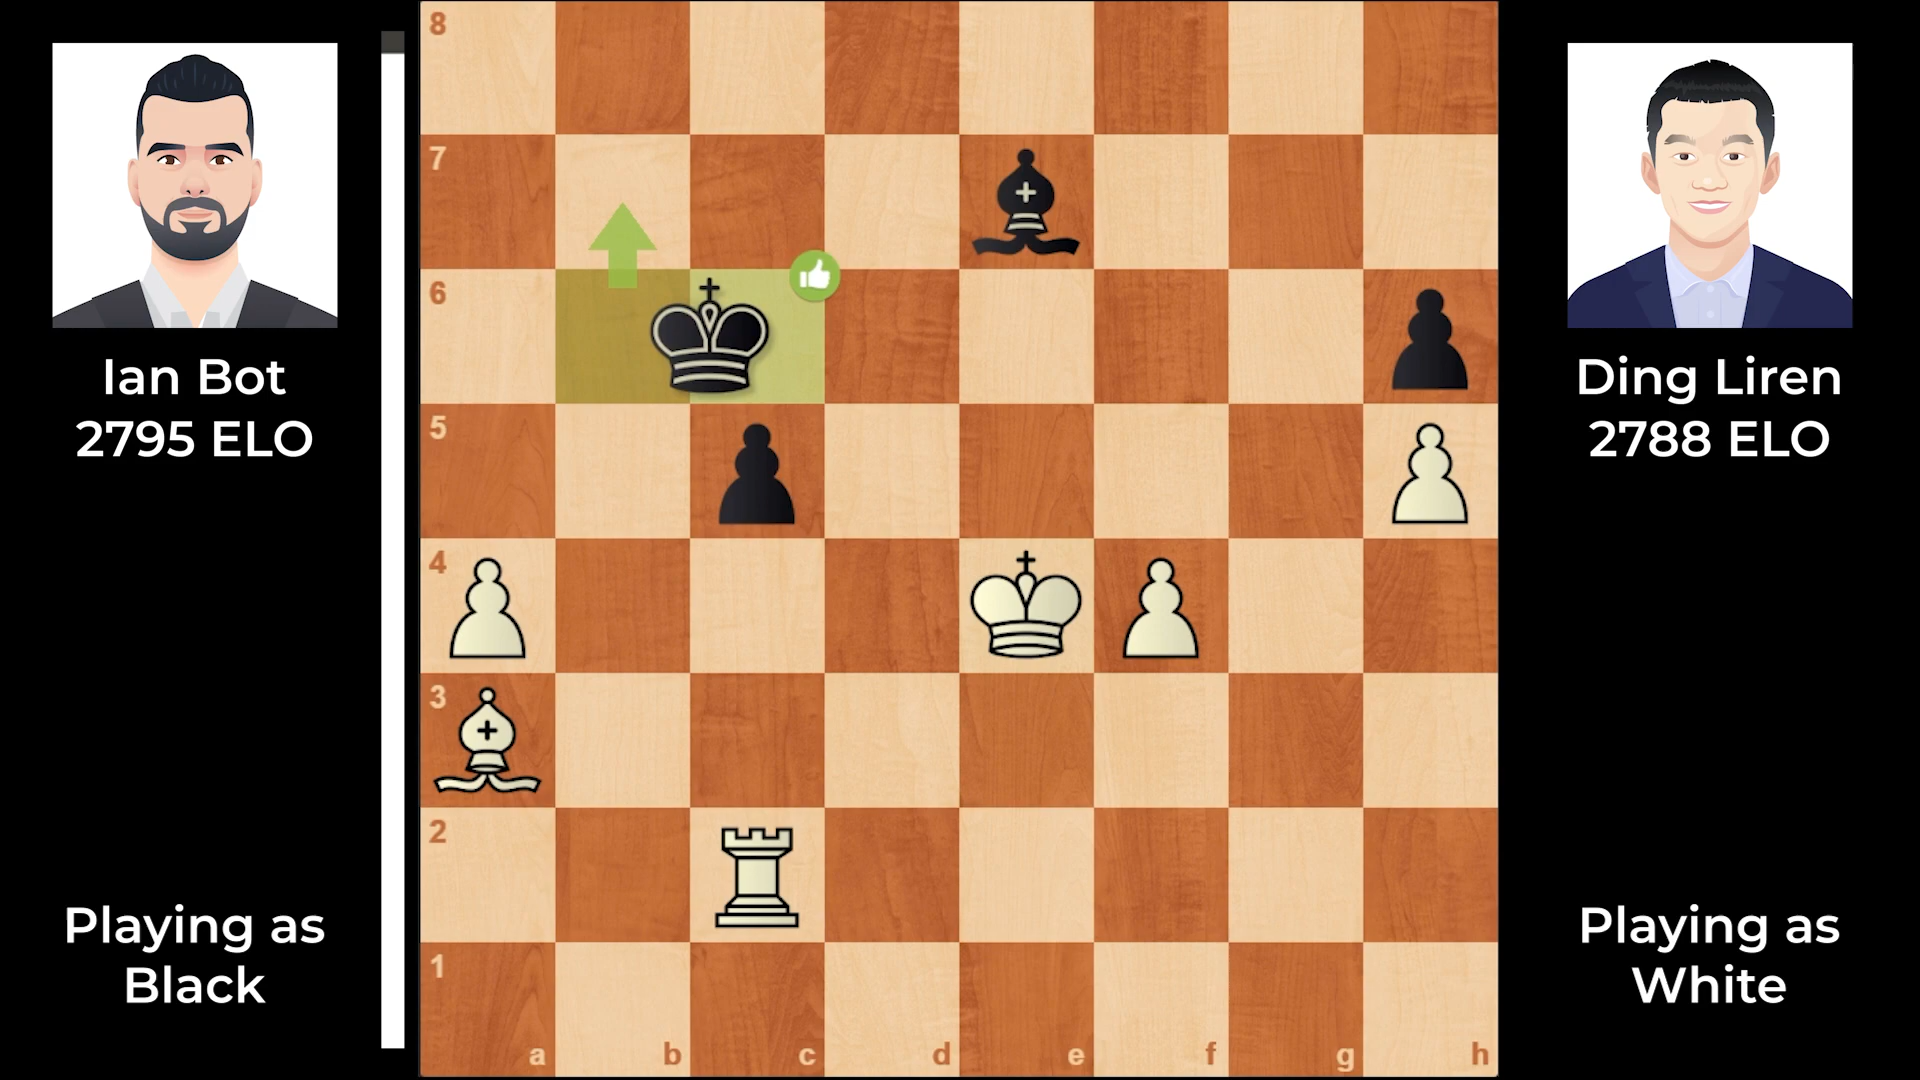 Ian Bot
2795 ELO
Playing as
Black
8
7
6
5
4
3
2
1
a b c d e f g h
Ding Liren
2788 ELO
Playing as
White